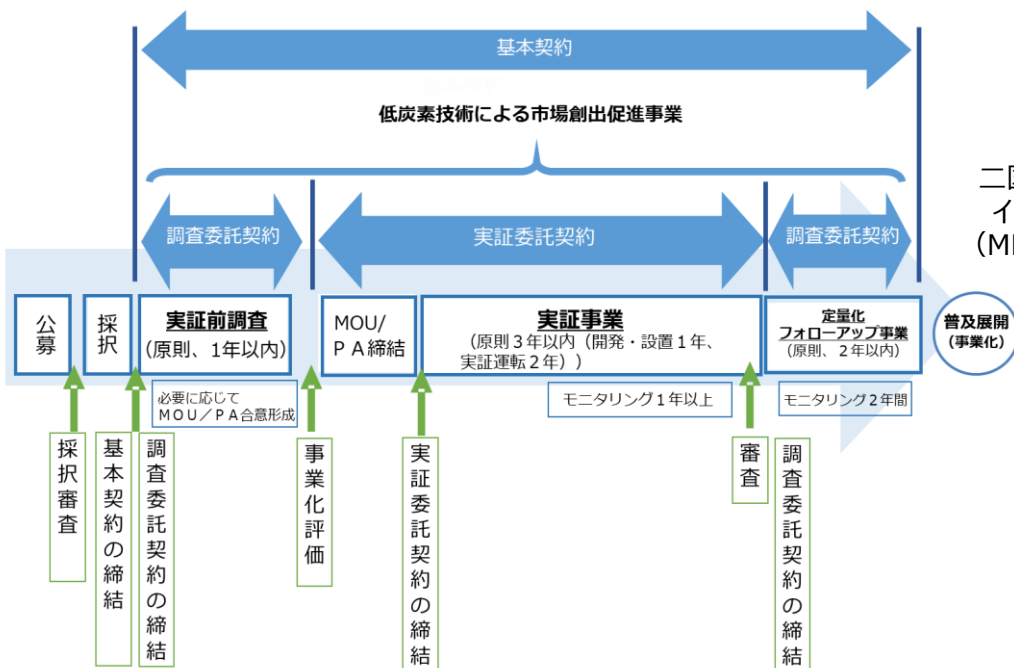 基本契約
低炭素技術による市場創出促進事業
二国
イ
（M
調査委託契約
実証委託契約
調査委託契約
公募
採択
実証前調査
（原則、1年以内）
MOU/
ＰＡ締結
実証事業
（原則３年以内（開発・設置１年、
実証運転２年））
定量化
フォローアップ事業
（原則、２年以内）
普及展開
（事業化）
必要に応じて
ＭＯＵ／ＰＡ合意形成
モニタリング１年以上
モニタリング２年間
採択審査
基本契約の締結
調査委託契約の締結
事業化評価
実証委託契約の締結
審査
調査委託契約の締結